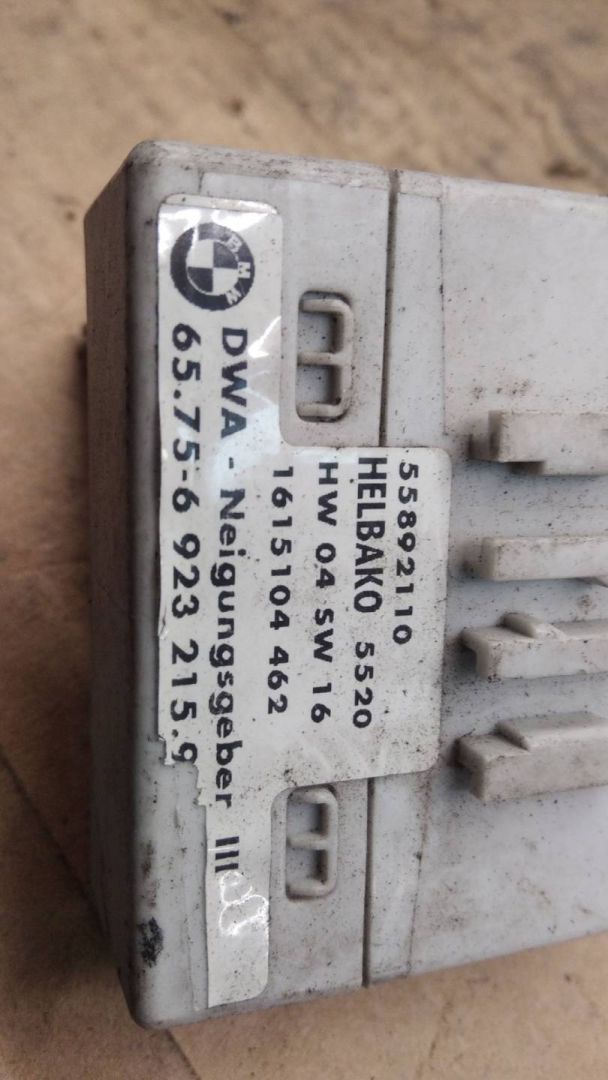 55892110
HELBAKO 5520
HW 04 SW 16
1615104 462
BMW
DWA - Neigungsgeber III
65.75-6 923 215.9